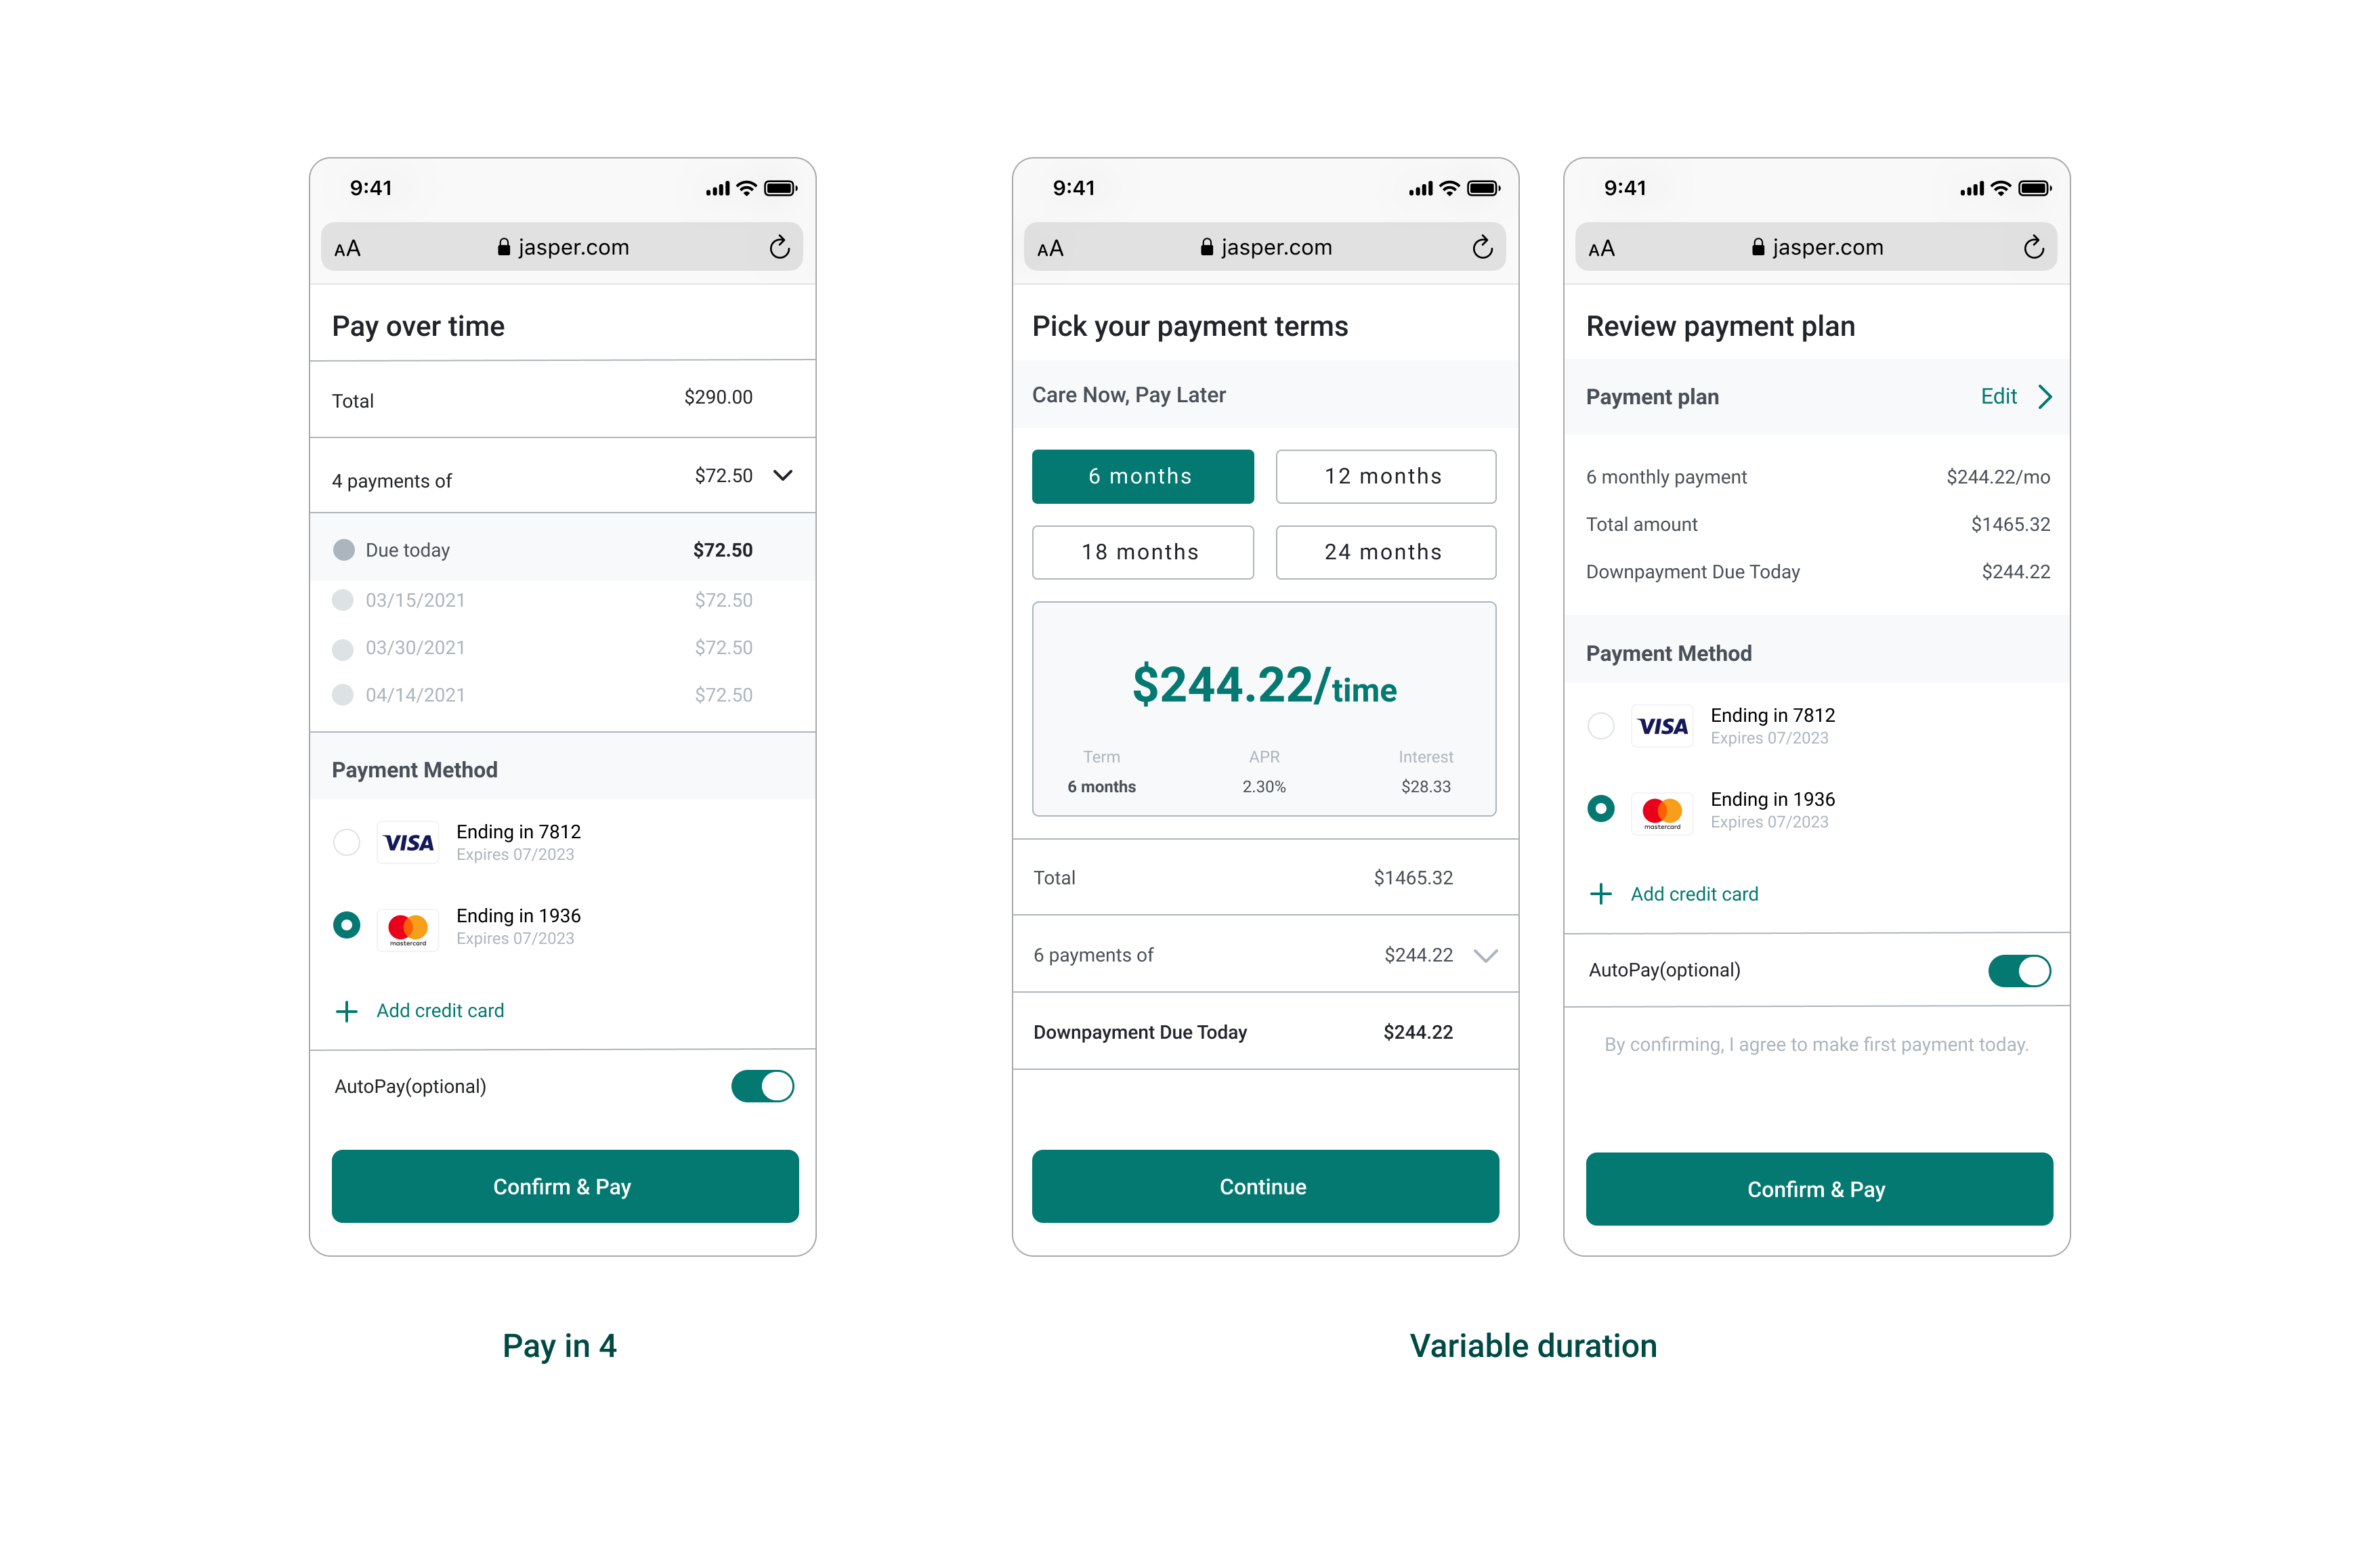 9:41
AA jasper.com
Pay over time
Total $290.00
4 payments of $72.50
Due today $72.50
03/15/2021 $72.50
03/30/2021 $72.50
04/14/2021 $72.50
Payment Method
VISA Ending in 7812
Expires 07/2023
mastercard Ending in 1936
Expires 07/2023
Add credit card
AutoPay(optional)
Confirm & Pay
Pay in 4
9:41
AA jasper.com
Pick your payment terms
Care Now, Pay Later
6 months 12 months
18 months 24 months
$244.22/time
Term APR Interest
6 months 2.30% $28.33
Total $1465.32
6 payments of $244.22
Downpayment Due Today $244.22
Continue
9:41
AA jasper.com
Review payment plan
Payment plan Edit
6 monthly payment $244.22/mo
Total amount $1465.32
Downpayment Due Today $244.22
Payment Method
VISA Ending in 7812
Expires 07/2023
mastercard Ending in 1936
Expires 07/2023
Add credit card
AutoPay(optional)
By confirming, I agree to make first payment today.
Confirm & Pay
Variable duration